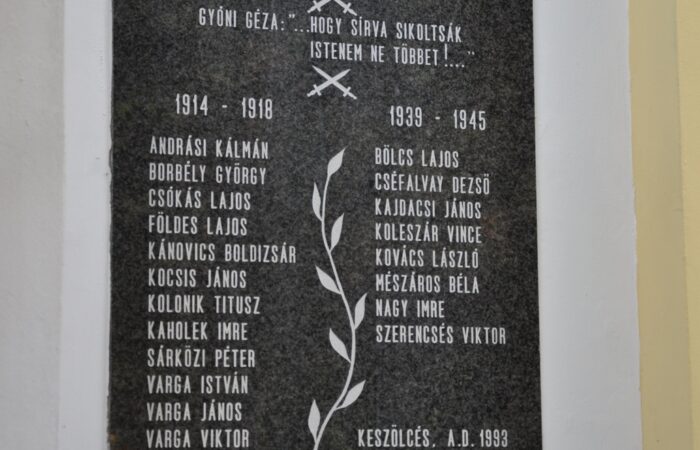 GYÓNI GÉZA: "...HOGY SÍRVA SIKOLTSÁK
ISTENEM NE TÖBBET!..."
1914 - 1918
ANDRÁSI KÁLMÁN
BORBÉLY GYÖRGY
CSÓKÁS LAJOS
FÖLDES LAJOS
KÁNOVICS BOLDIZSÁR
KOCSIS JÁNOS
KOLONIK TITUSZ
KAHOLEK IMRE
SÁRKÖZI PÉTER
VARGA ISTVÁN
VARGA JÁNOS
VARGA VIKTOR
1939 - 1945
BÖLCS LAJOS
CSÉFALVAY DEZSŐ
KAJDACSI JÁNOS
KOLESZÁR VINCE
KOVÁCS LÁSZLÓ
MÉSZÁROS BÉLA
NAGY IMRE
SZERENCSÉS VIKTOR
KESZÖLCÉS, A.D. 1993